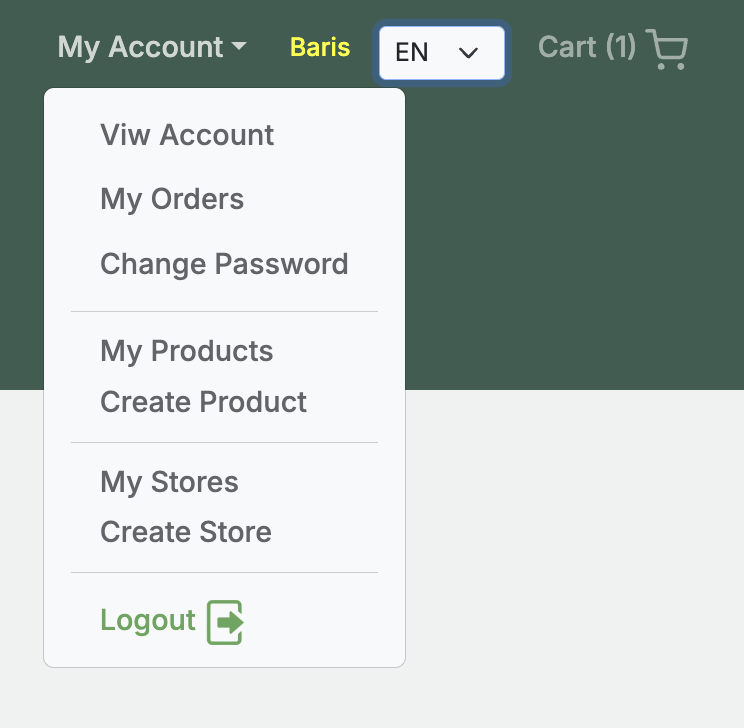 My Account Baris EN Cart (1)
Viw Account
My Orders
Change Password
My Products
Create Product
My Stores
Create Store
Logout